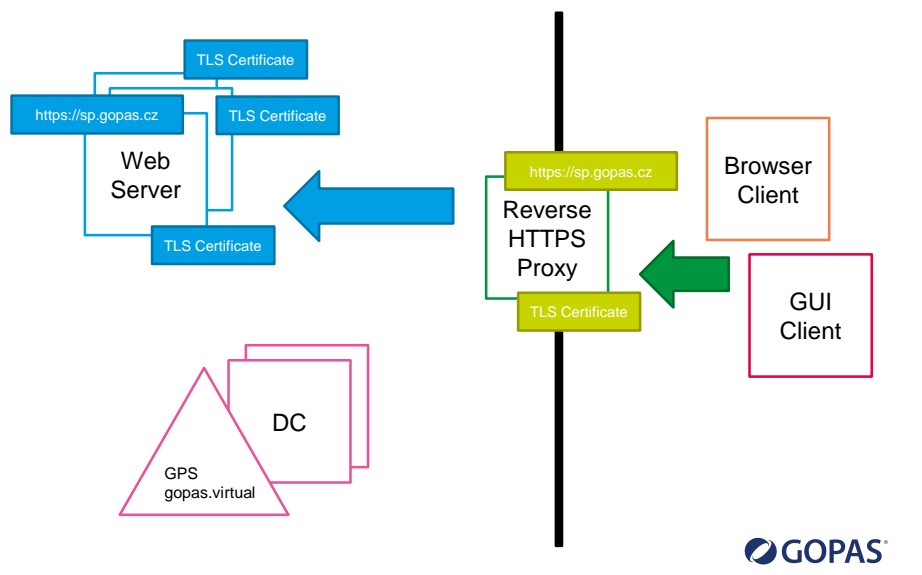 TLS Certificate
https://sp.gopas.cz
TLS Certificate
Web
Server
TLS Certificate
https://sp.gopas.cz
Reverse
HTTPS
Proxy
TLS Certificate
Browser
Client
GUI
Client
DC
GPS
gopas.virtual
GOPAS®